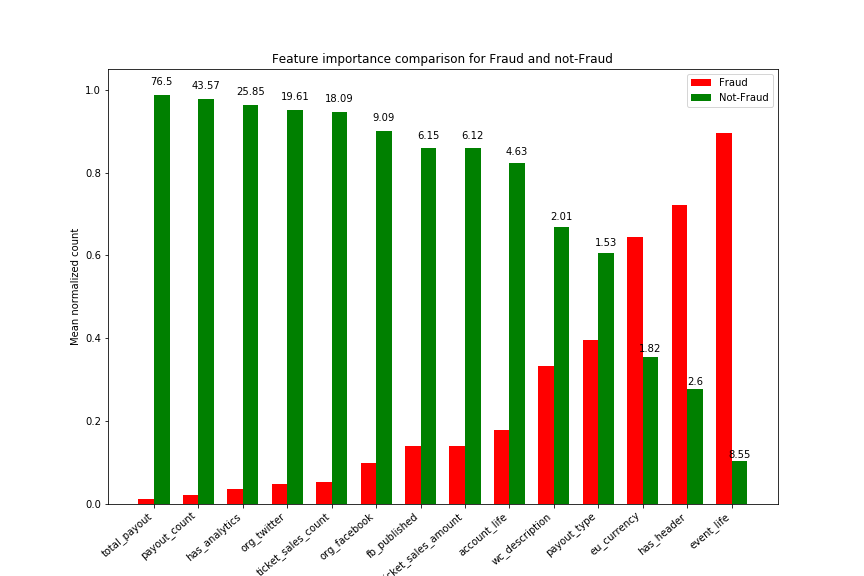 Feature importance comparison for Fraud and not-Fraud
Fraud
Not-Fraud
76.5
43.57
25.85
19.61
18.09
9.09
6.15
6.12
4.63
2.01
1.53
1.82
2.6
8.55
Mean normalized count
1.0
0.8
0.6
0.4
0.2
0.0
total_payout
payout_count
has_analytics
org_twitter
ticket_sales_count
org_facebook
fb_published
icket_sales_amount
account_life
wc_description
payout_type
eu_currency
has_header
event_life